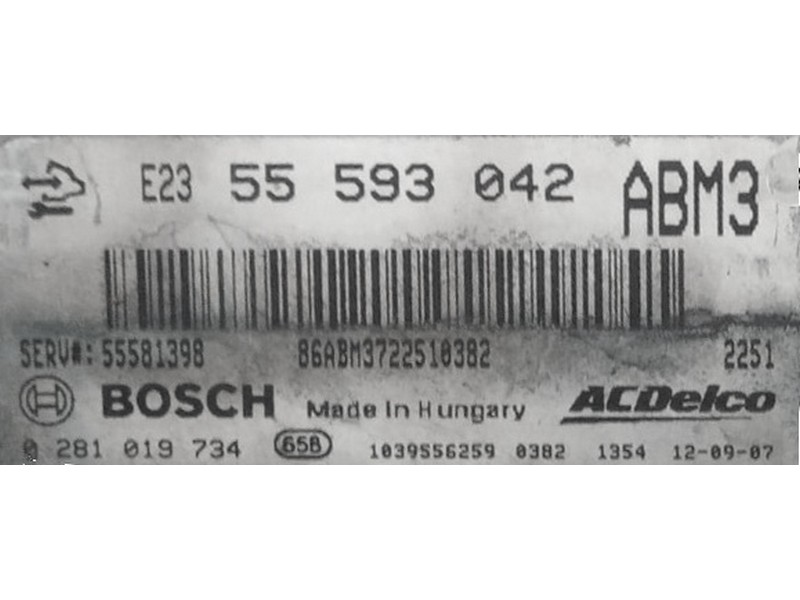 E23 55 593 042 ABM3
SERV#: 55581398 86ABM3722510382 2251
BOSCH Made in Hungary ACDelco
0 281 019 734 658 1039556259 0382 1354 12-09-07